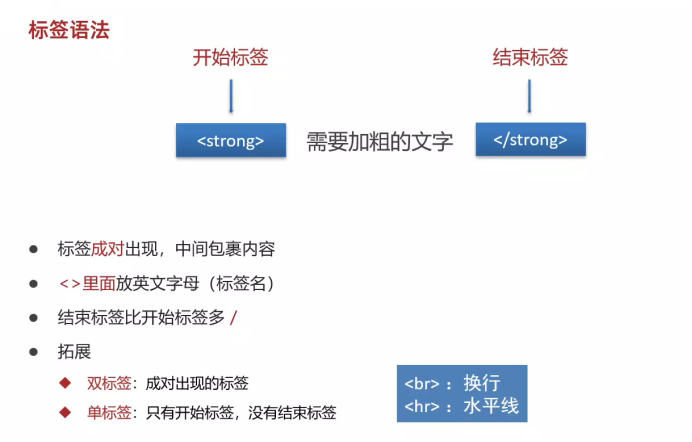 标签语法
开始标签 结束标签
<strong> 需要加粗的文字 </strong>
标签成对出现，中间包裹内容
<>里面放英文字母（标签名）
结束标签比开始标签多 /
拓展
双标签：成对出现的标签
单标签：只有开始标签，没有结束标签
<br>：换行
<hr>：水平线